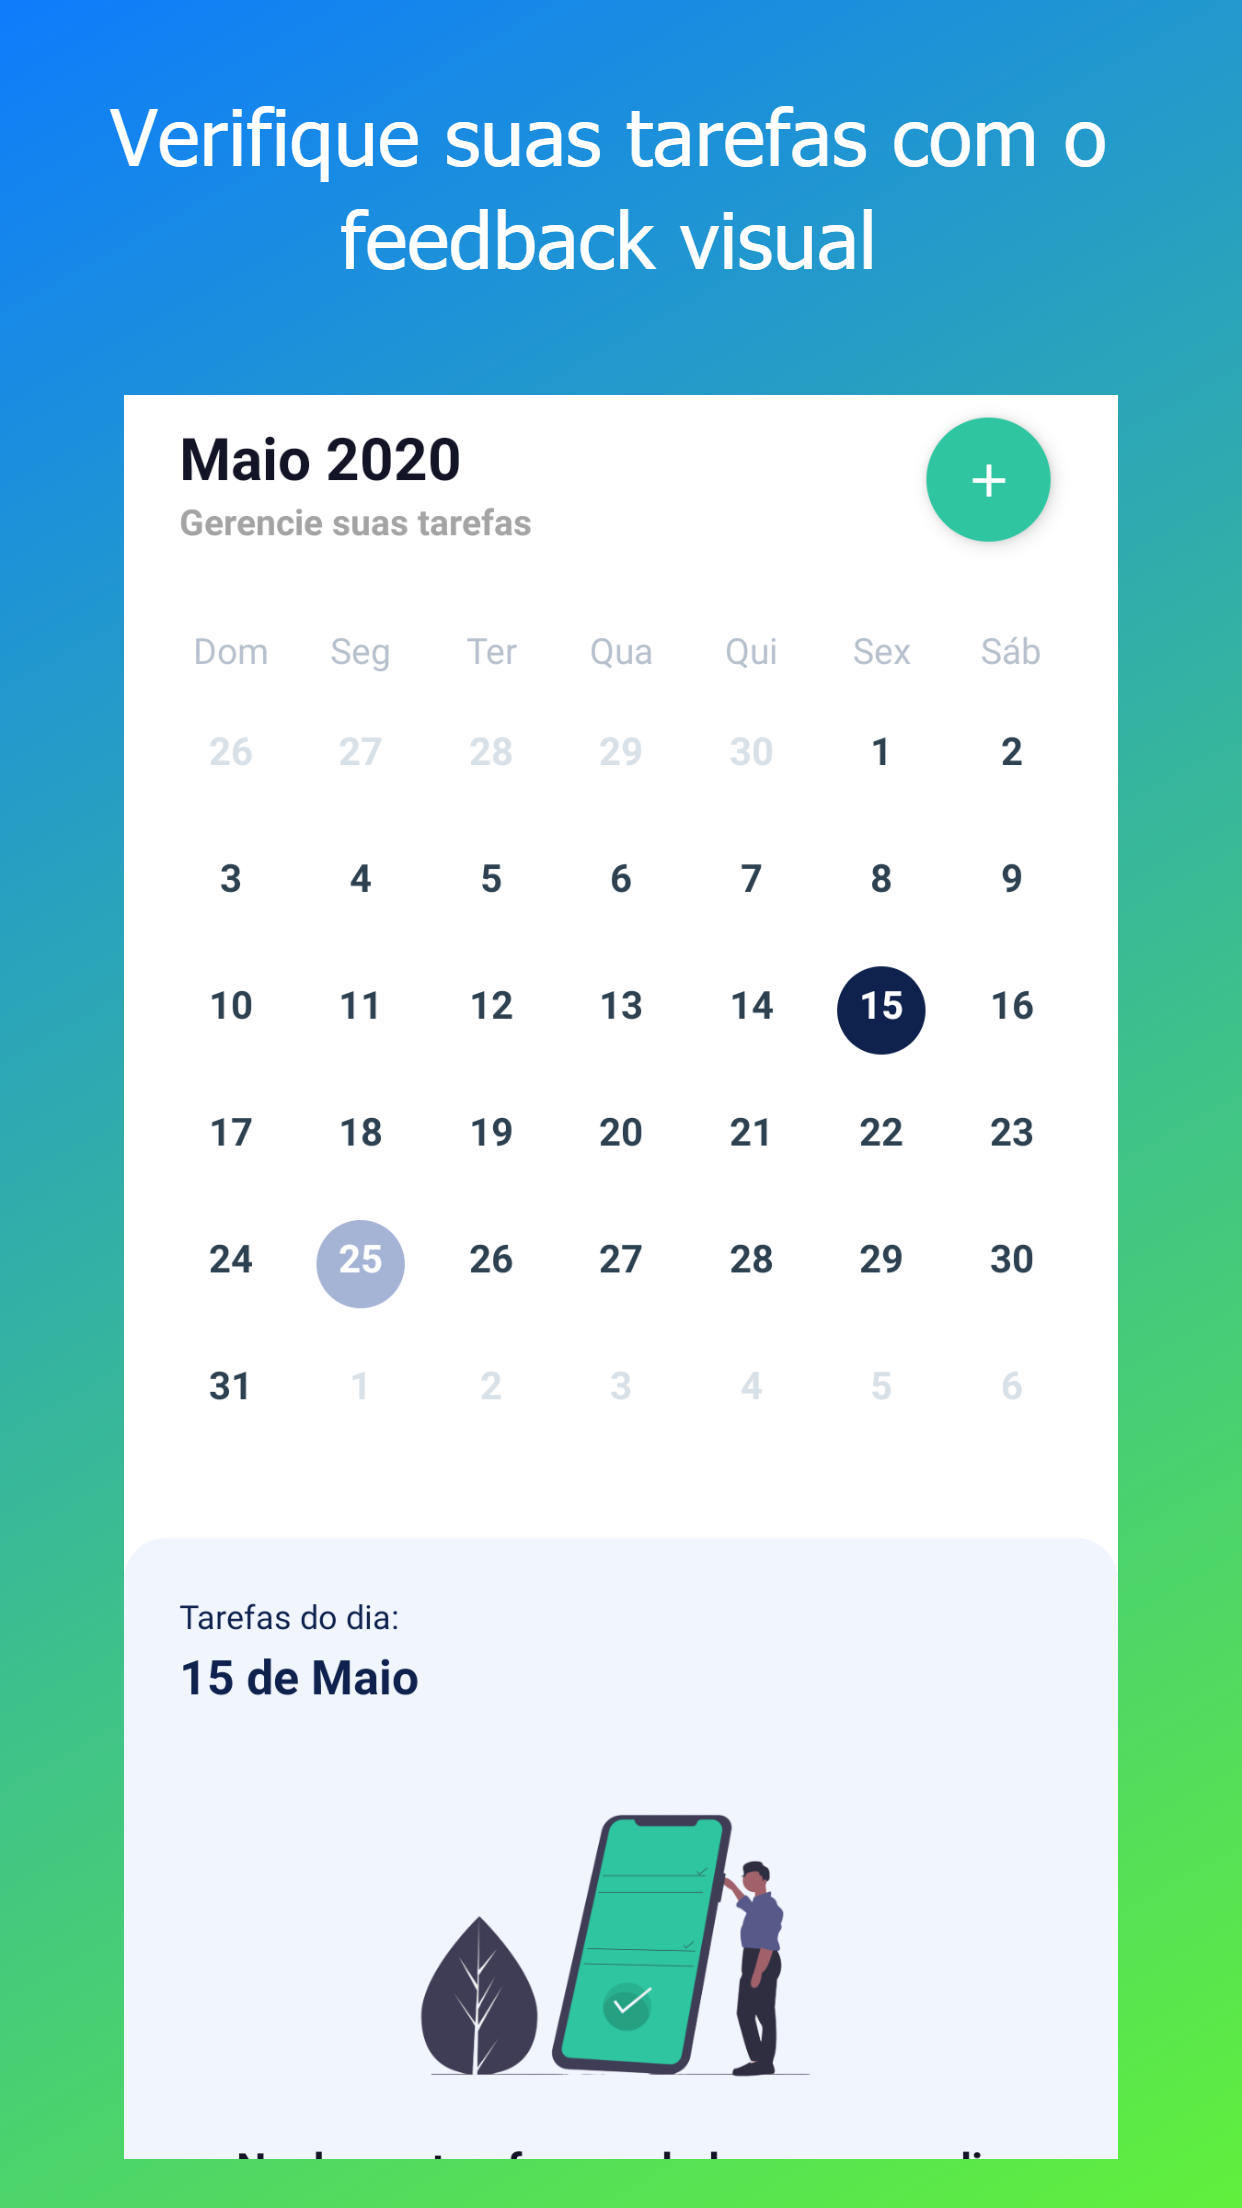 Verifique suas tarefas com o
feedback visual
Maio 2020
+
Gerencie suas tarefas
Dom Seg Ter Qua Qui Sex Sáb
26 27 28 29 30 1 2
3 4 5 6 7 8 9
10 11 12 13 14 15 16
17 18 19 20 21 22 23
24 25 26 27 28 29 30
31 1 2 3 4 5 6
Tarefas do dia:
15 de Maio